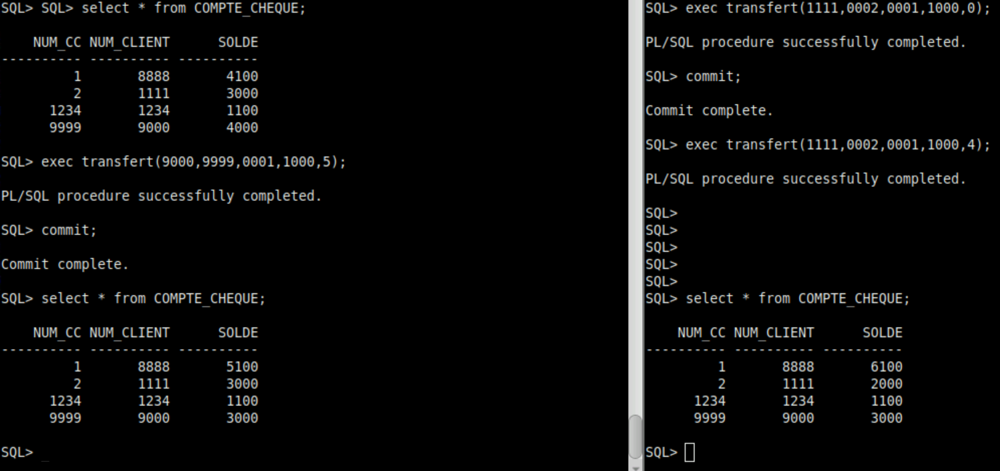 SQL> SQL> select * from COMPTE_CHEQUE;
NUM_CC NUM_CLIENT SOLDE
---------- ---------- ----------
1 8888 4100
2 1111 3000
1234 1234 1100
9999 9000 4000
SQL> exec transfert(9000,9999,0001,1000,5);
PL/SQL procedure successfully completed.
SQL> commit;
Commit complete.
SQL> select * from COMPTE_CHEQUE;
NUM_CC NUM_CLIENT SOLDE
---------- ---------- ----------
1 8888 5100
2 1111 3000
1234 1234 1100
9999 9000 3000
SQL> _
SQL> exec transfert(1111,0002,0001,1000,0);
PL/SQL procedure successfully completed.
SQL> commit;
Commit complete.
SQL> exec transfert(1111,0002,0001,1000,4);
PL/SQL procedure successfully completed.
SQL>
SQL>
SQL>
SQL>
SQL>
SQL> select * from COMPTE_CHEQUE;
NUM_CC NUM_CLIENT SOLDE
---------- ---------- ----------
1 8888 6100
2 1111 2000
1234 1234 1100
9999 9000 3000
SQL>